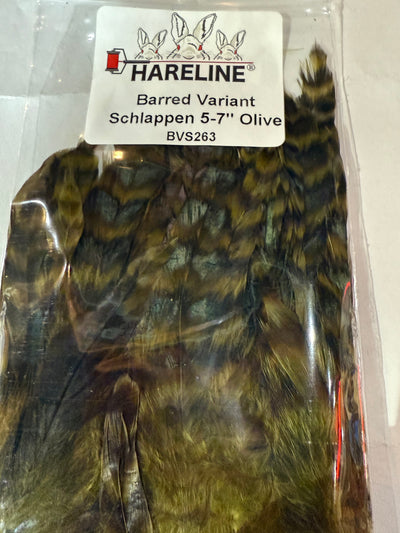 HARELINE®
Barred Variant
Schlappen 5-7" Olive
BVS263